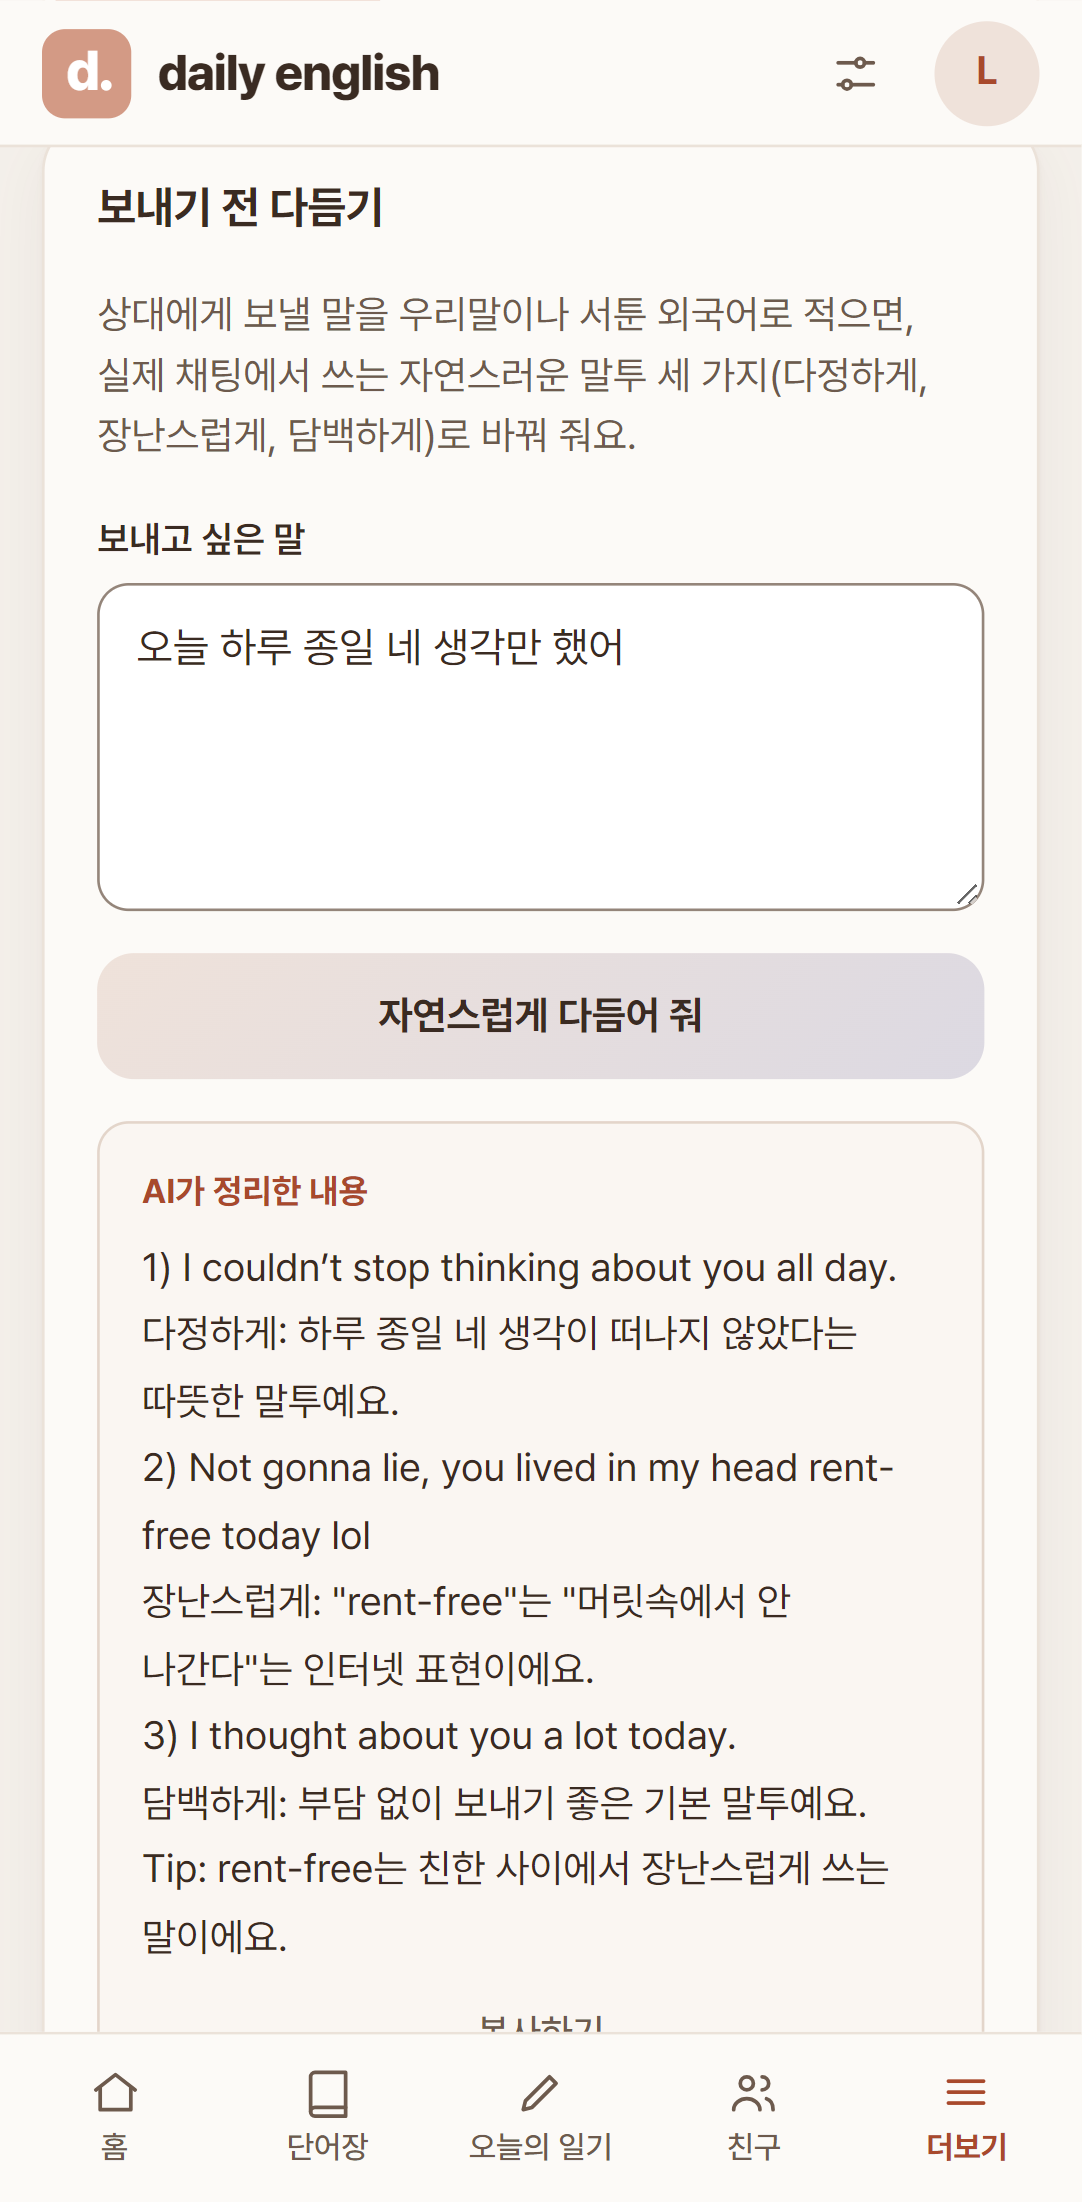 d. daily english
L
보내기 전 다듬기
상대에게 보낼 말을 우리말이나 서툰 외국어로 적으면,
실제 채팅에서 쓰는 자연스러운 말투 세 가지(다정하게,
장난스럽게, 담백하게)로 바꿔 줘요.
보내고 싶은 말
오늘 하루 종일 네 생각만 했어
자연스럽게 다듬어 줘
AI가 정리한 내용
1) I couldn’t stop thinking about you all day.
다정하게: 하루 종일 네 생각이 떠나지 않았다는
따뜻한 말투예요.
2) Not gonna lie, you lived in my head rent-
free today lol
장난스럽게: "rent-free"는 "머릿속에서 안
나간다"는 인터넷 표현이에요.
3) I thought about you a lot today.
담백하게: 부담 없이 보내기 좋은 기본 말투예요.
Tip: rent-free는 친한 사이에서 장난스럽게 쓰는
말이에요.
복사하기
홈
단어장
오늘의 일기
친구
더보기